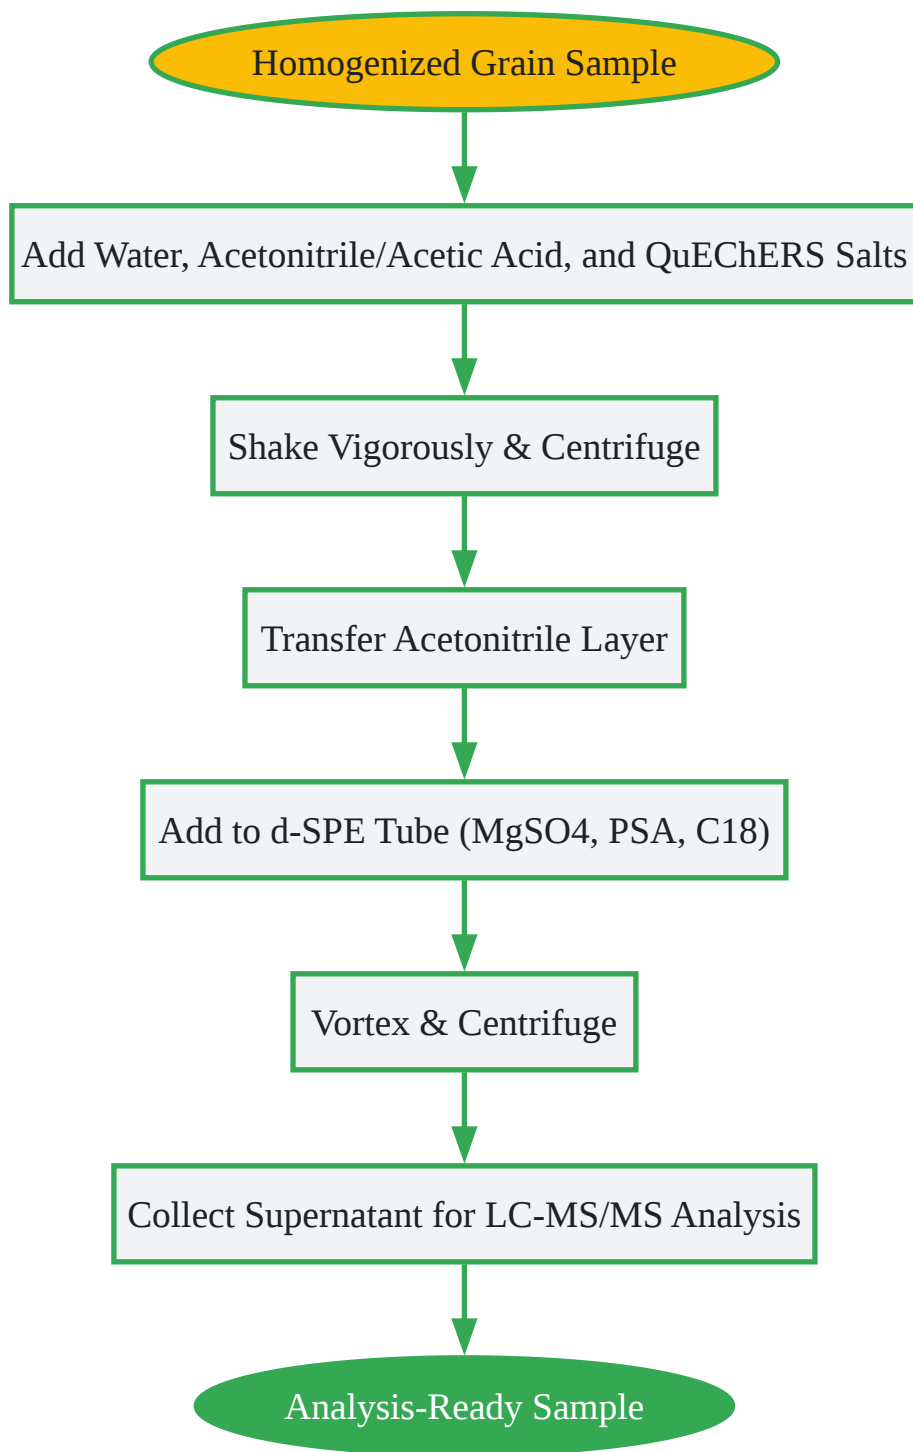 Homogenized Grain Sample
Add Water, Acetonitrile/Acetic Acid, and QuEChERS Salts
Shake Vigorously & Centrifuge
Transfer Acetonitrile Layer
Add to d-SPE Tube (MgSO4, PSA, C18)
Vortex & Centrifuge
Collect Supernatant for LC-MS/MS Analysis
Analysis-Ready Sample